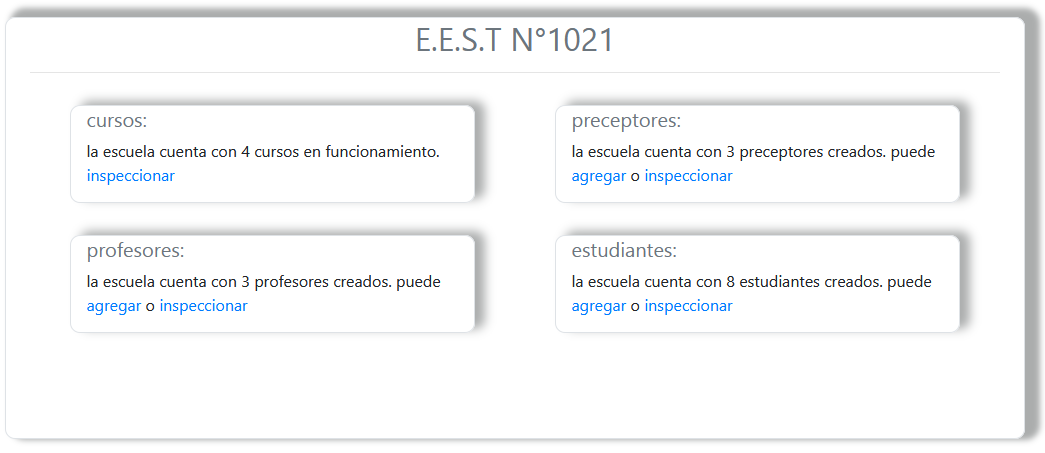 E.E.S.T N°1021
cursos:
la escuela cuenta con 4 cursos en funcionamiento.
inspeccionar
preceptores:
la escuela cuenta con 3 preceptores creados. puede
agregar o inspeccionar
profesores:
la escuela cuenta con 3 profesores creados. puede
agregar o inspeccionar
estudiantes:
la escuela cuenta con 8 estudiantes creados. puede
agregar o inspeccionar